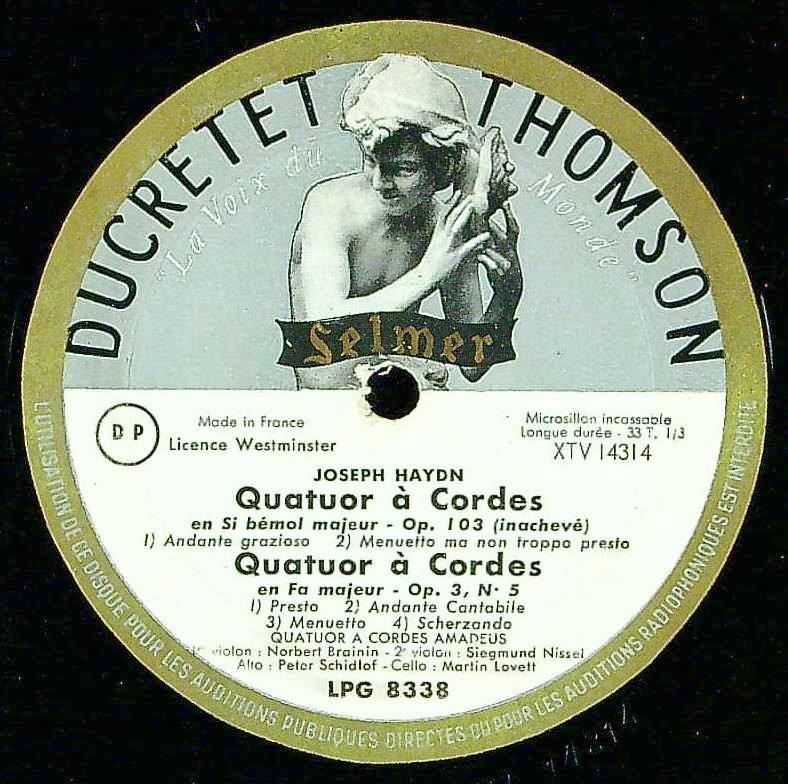 DUCRETET THOMSON
"La Voix du Monde"
Selmer
D P
Made in France
Licence Westminster
Microsillon incassable
Longue durée - 33 T. 1/3
XTV 14314
JOSEPH HAYDN
Quatuor à Cordes
en Si bémol majeur - Op. 103 (inachevé)
1) Andante grazioso 2) Menuetto ma non troppo presto
Quatuor à Cordes
en Fa majeur - Op. 3, N· 5
1) Presto 2) Andante Cantabile
3) Menuetto 4) Scherzando
QUATUOR A CORDES AMADEUS
violon : Norbert Brainin - 2e violon : Siegmund Nissel
Alto : Peter Schidlof - Cello : Martin Lovett
LPG 8338
L'UTILISATION DE CE DISQUE POUR LES AUDITIONS PUBLIQUES DIRECTES OU POUR LES AUDITIONS RADIOPHONIQUES EST INTERDITE